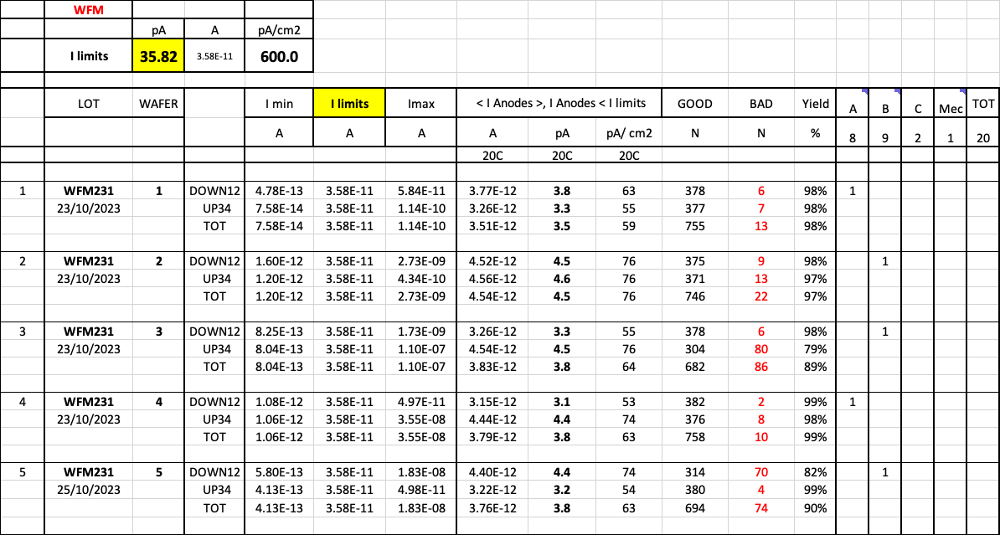 WFM
pA A pA/cm2
I limits 35.82 3.58E-11 600.0
LOT WAFER I min I limits Imax < I Anodes >, I Anodes < I limits GOOD BAD Yield A B C Mec TOT
A A A A pA pA/ cm2 N N % 8 9 2 1 20
20C 20C 20C
1 WFM231 1 DOWN12 4.78E-13 3.58E-11 5.84E-11 3.77E-12 3.8 63 378 6 98% 1
23/10/2023 UP34 7.58E-14 3.58E-11 1.14E-10 3.26E-12 3.3 55 377 7 98%
TOT 7.58E-14 3.58E-11 1.14E-10 3.51E-12 3.5 59 755 13 98%
2 WFM231 2 DOWN12 1.60E-12 3.58E-11 2.73E-09 4.52E-12 4.5 76 375 9 98% 1
23/10/2023 UP34 1.20E-12 3.58E-11 4.34E-10 4.56E-12 4.6 76 371 13 97%
TOT 1.20E-12 3.58E-11 2.73E-09 4.54E-12 4.5 76 746 22 97%
3 WFM231 3 DOWN12 8.25E-13 3.58E-11 1.73E-09 3.26E-12 3.3 55 378 6 98% 1
23/10/2023 UP34 8.04E-13 3.58E-11 1.10E-07 4.54E-12 4.5 76 304 80 79%
TOT 8.04E-13 3.58E-11 1.10E-07 3.83E-12 3.8 64 682 86 89%
4 WFM231 4 DOWN12 1.08E-12 3.58E-11 4.97E-11 3.15E-12 3.1 53 382 2 99% 1
23/10/2023 UP34 1.06E-12 3.58E-11 3.55E-08 4.44E-12 4.4 74 376 8 98%
TOT 1.06E-12 3.58E-11 3.55E-08 3.79E-12 3.8 63 758 10 99%
5 WFM231 5 DOWN12 5.80E-13 3.58E-11 1.83E-08 4.40E-12 4.4 74 314 70 82% 1
25/10/2023 UP34 4.13E-13 3.58E-11 4.98E-11 3.22E-12 3.2 54 380 4 99%
TOT 4.13E-13 3.58E-11 1.83E-08 3.76E-12 3.8 63 694 74 90%